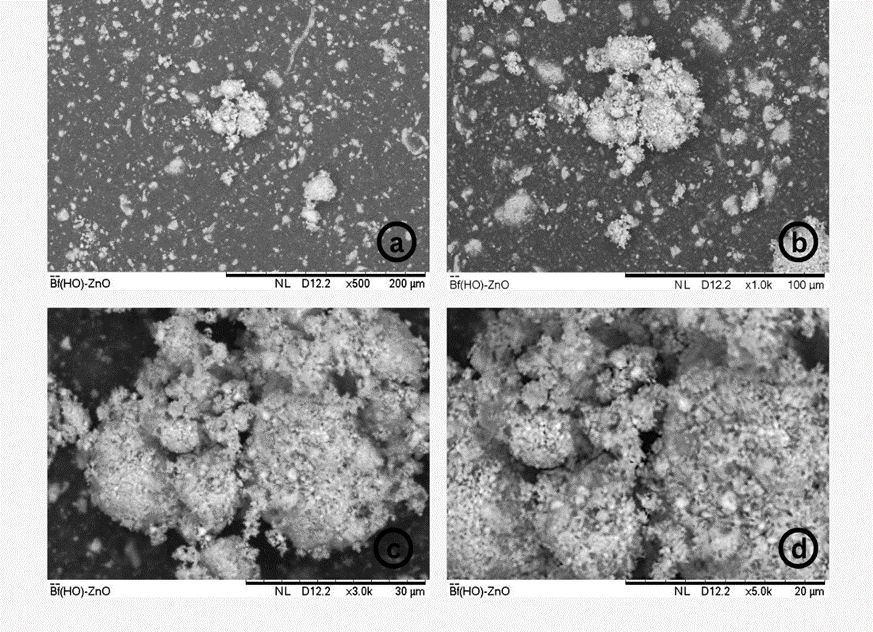 a
b
Bf(HO)-ZnO NL D12.2 x500 200 µm
Bf(HO)-ZnO NL D12.2 x1.0k 100 µm
c
d
Bf(HO)-ZnO NL D12.2 x3.0k 30 µm
Bf(HO)-ZnO NL D12.2 x5.0k 20 µm